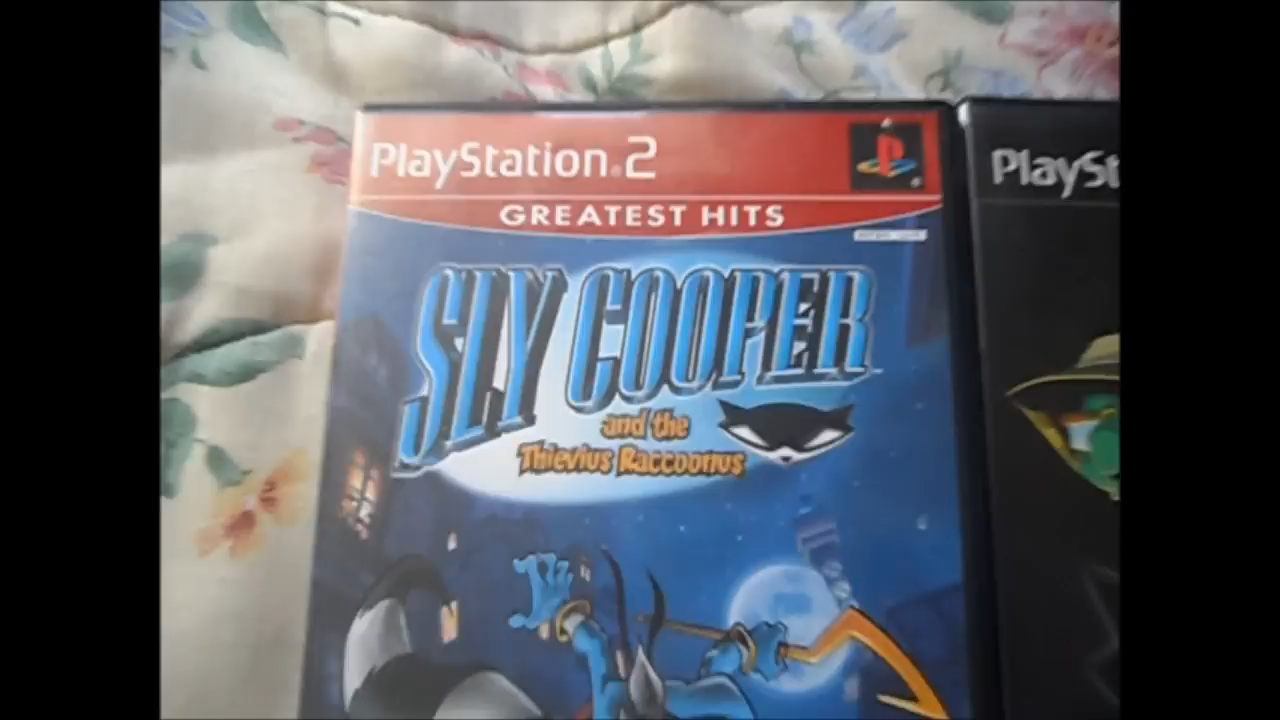 PlayStation.2
GREATEST HITS
SLY COOPER
and the
Thievius Raccoonus
PlaySt